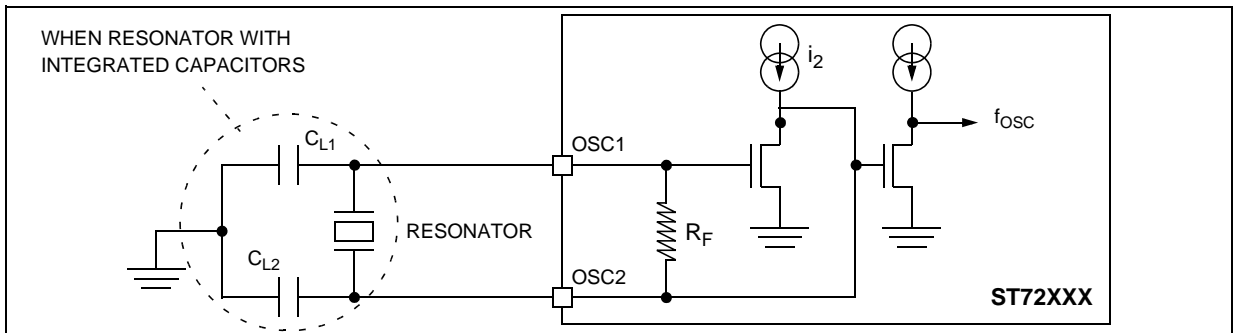 WHEN RESONATOR WITH
INTEGRATED CAPACITORS
i2
fOSC
CL1
OSC1
RESONATOR
RF
CL2
OSC2
ST72XXX